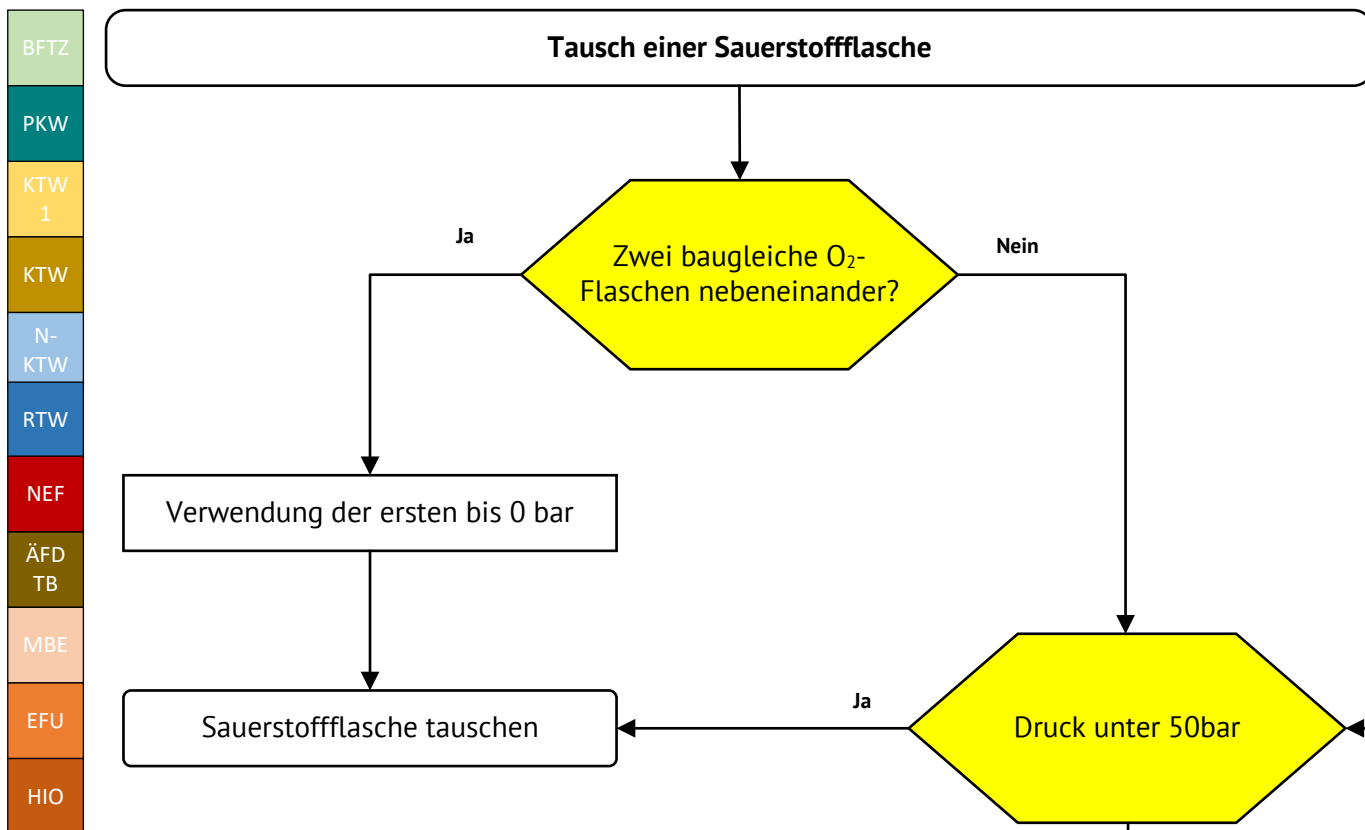 BFTZ
PKW
KTW
1
KTW
N-
KTW
RTW
NEF
ÄFD
TB
MBE
EFU
HIO
Tausch einer Sauerstoffflasche
Ja
Zwei baugleiche O₂-
Flaschen nebeneinander?
Nein
Verwendung der ersten bis 0 bar
Sauerstoffflasche tauschen
Ja
Druck unter 50bar